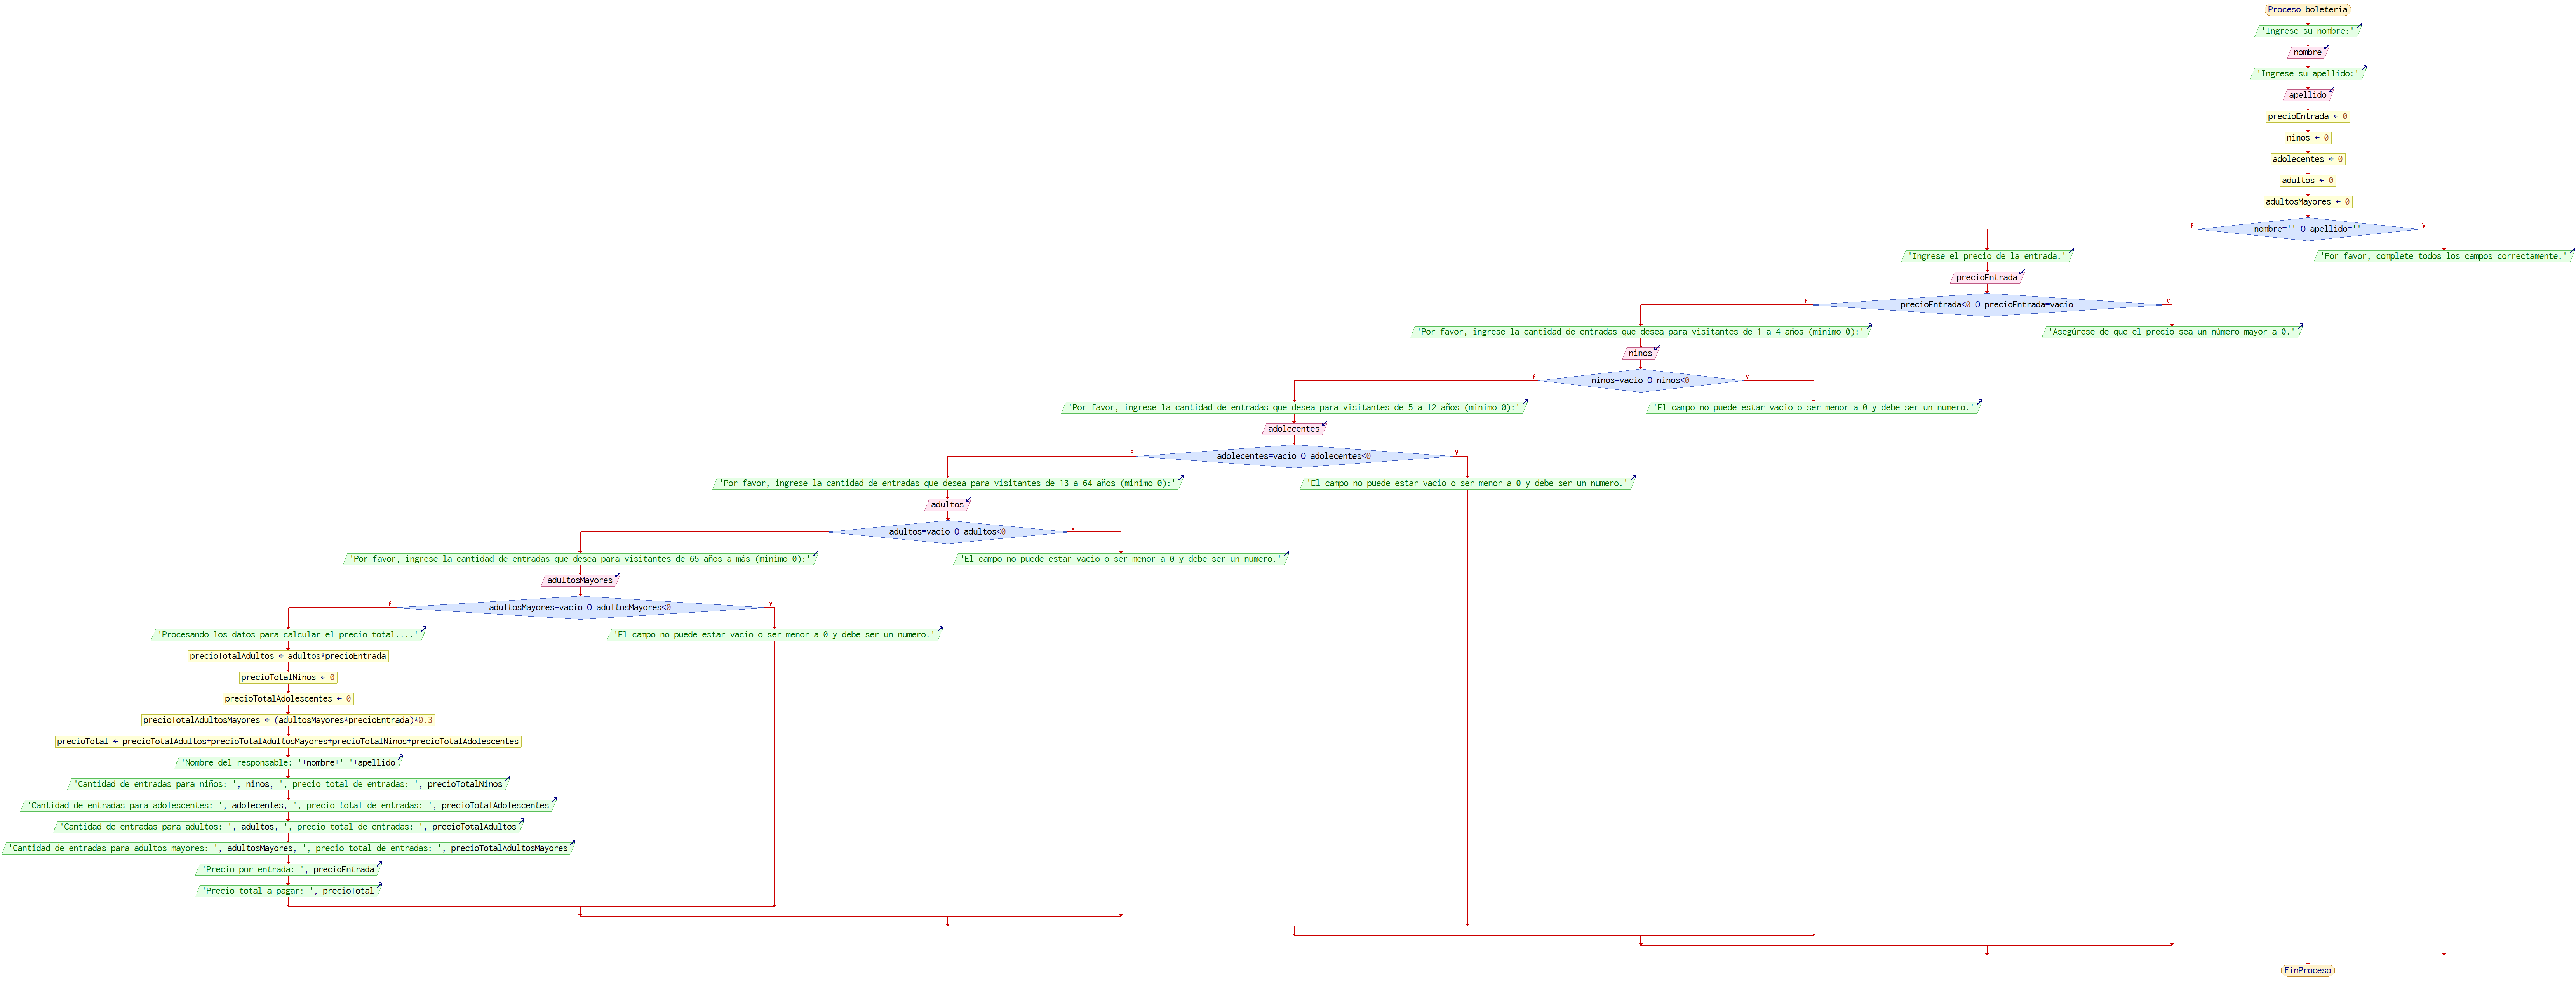 Proceso boleteria
'Ingrese su nombre:'
nombre
'Ingrese su apellido:'
apellido
precioEntrada ← 0
ninos ← 0
adolecentes ← 0
adultos ← 0
adultosMayores ← 0
F
nombre='' O apellido=''
V
'Ingrese el precio de la entrada.'
'Por favor, complete todos los campos correctamente.'
precioEntrada
F
precioEntrada<0 O precioEntrada=vacio
V
'Por favor, ingrese la cantidad de entradas que desea para visitantes de 1 a 4 años (minimo 0):'
'Asegúrese de que el precio sea un número mayor a 0.'
ninos
F
ninos=vacio O ninos<0
V
'Por favor, ingrese la cantidad de entradas que desea para visitantes de 5 a 12 años (minimo 0):'
'El campo no puede estar vacio o ser menor a 0 y debe ser un numero.'
adolecentes
F
adolecentes=vacio O adolecentes<0
V
'Por favor, ingrese la cantidad de entradas que desea para visitantes de 13 a 64 años (minimo 0):'
'El campo no puede estar vacio o ser menor a 0 y debe ser un numero.'
adultos
F
adultos=vacio O adultos<0
V
'Por favor, ingrese la cantidad de entradas que desea para visitantes de 65 años a más (minimo 0):'
'El campo no puede estar vacio o ser menor a 0 y debe ser un numero.'
adultosMayores
F
adultosMayores=vacio O adultosMayores<0
V
'Procesando los datos para calcular el precio total....'
'El campo no puede estar vacio o ser menor a 0 y debe ser un numero.'
precioTotalAdultos ← adultos*precioEntrada
precioTotalNinos ← 0
precioTotalAdolescentes ← 0
precioTotalAdultosMayores ← (adultosMayores*precioEntrada)*0.3
precioTotal ← precioTotalAdultos+precioTotalAdultosMayores+precioTotalNinos+precioTotalAdolescentes
'Nombre del responsable: '+nombre+' '+apellido
'Cantidad de entradas para niños: ', ninos, ', precio total de entradas: ', precioTotalNinos
'Cantidad de entradas para adolescentes: ', adolecentes, ', precio total de entradas: ', precioTotalAdolescentes
'Cantidad de entradas para adultos: ', adultos, ', precio total de entradas: ', precioTotalAdultos
'Cantidad de entradas para adultos mayores: ', adultosMayores, ', precio total de entradas: ', precioTotalAdultosMayores
'Precio por entrada: ', precioEntrada
'Precio total a pagar: ', precioTotal
FinProceso